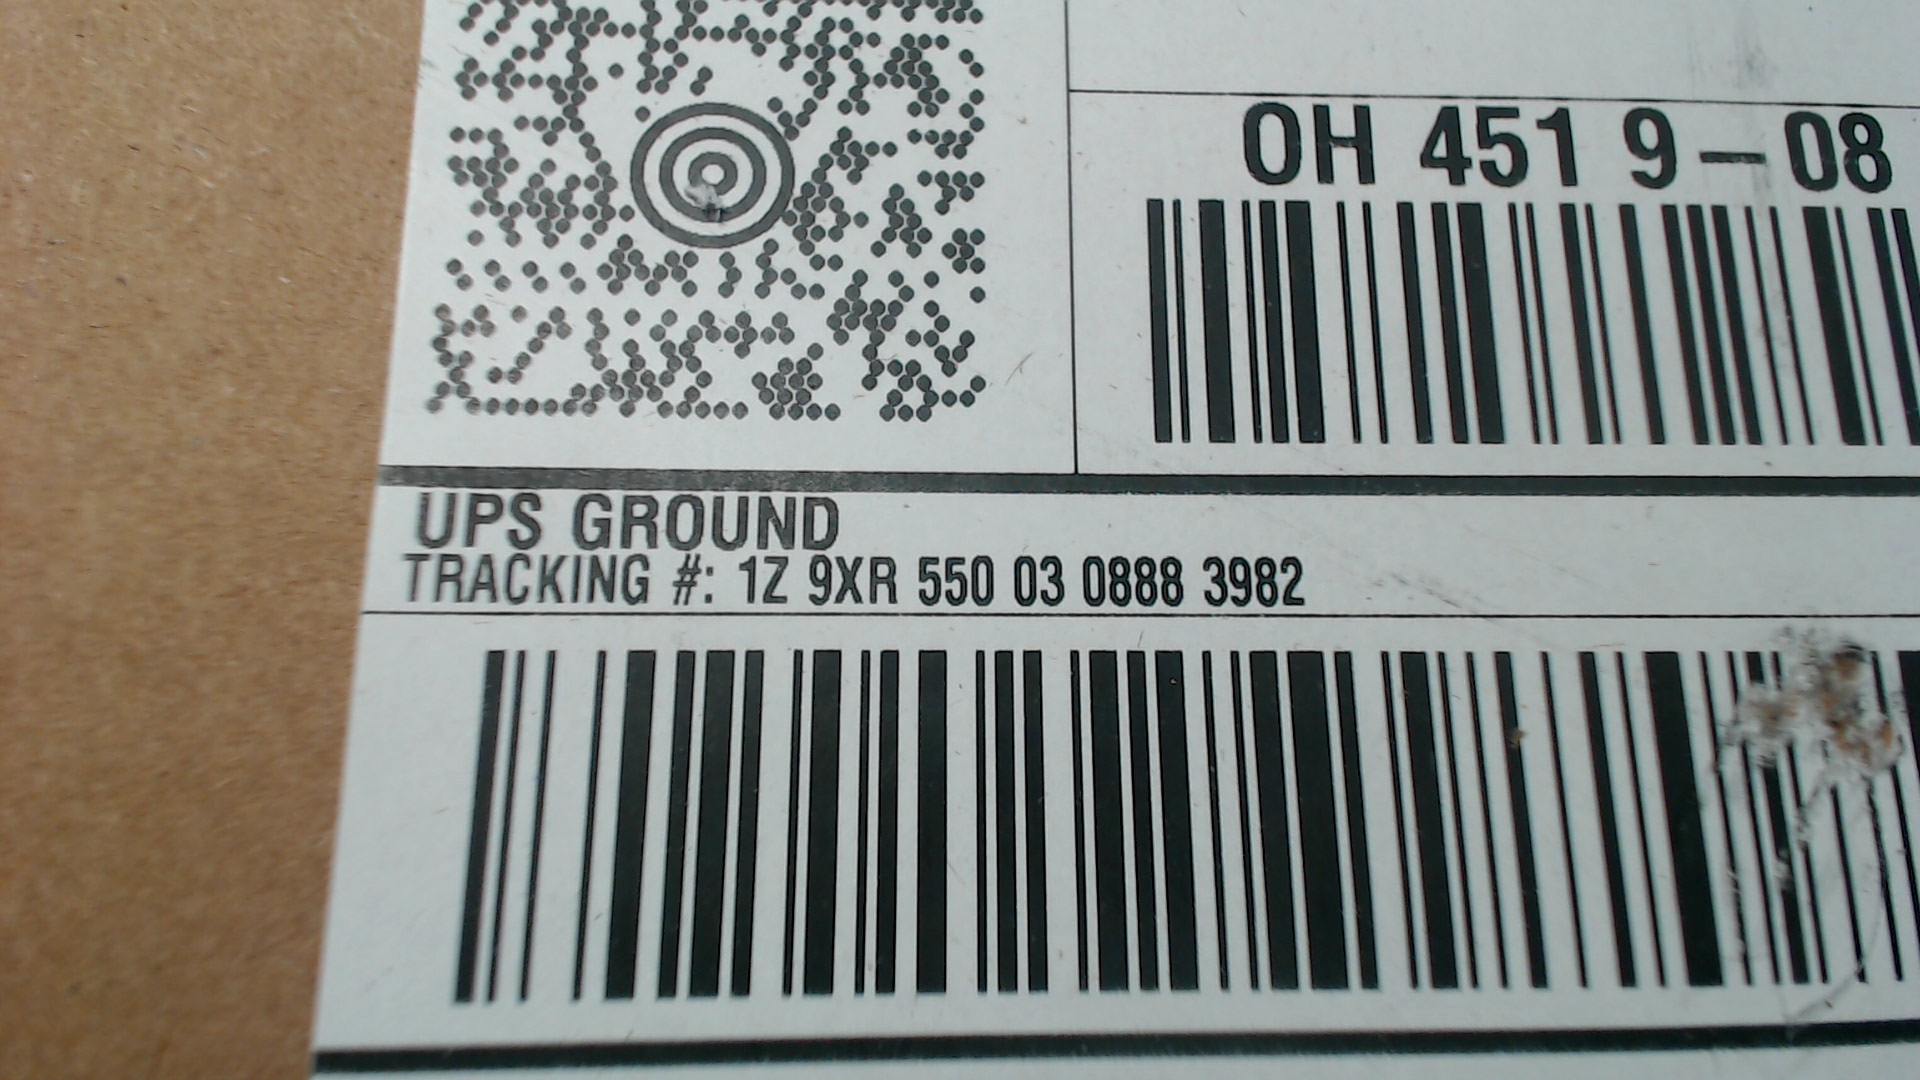 OH 451 9-08
UPS GROUND
TRACKING #: 1Z 9XR 550 03 0888 3982